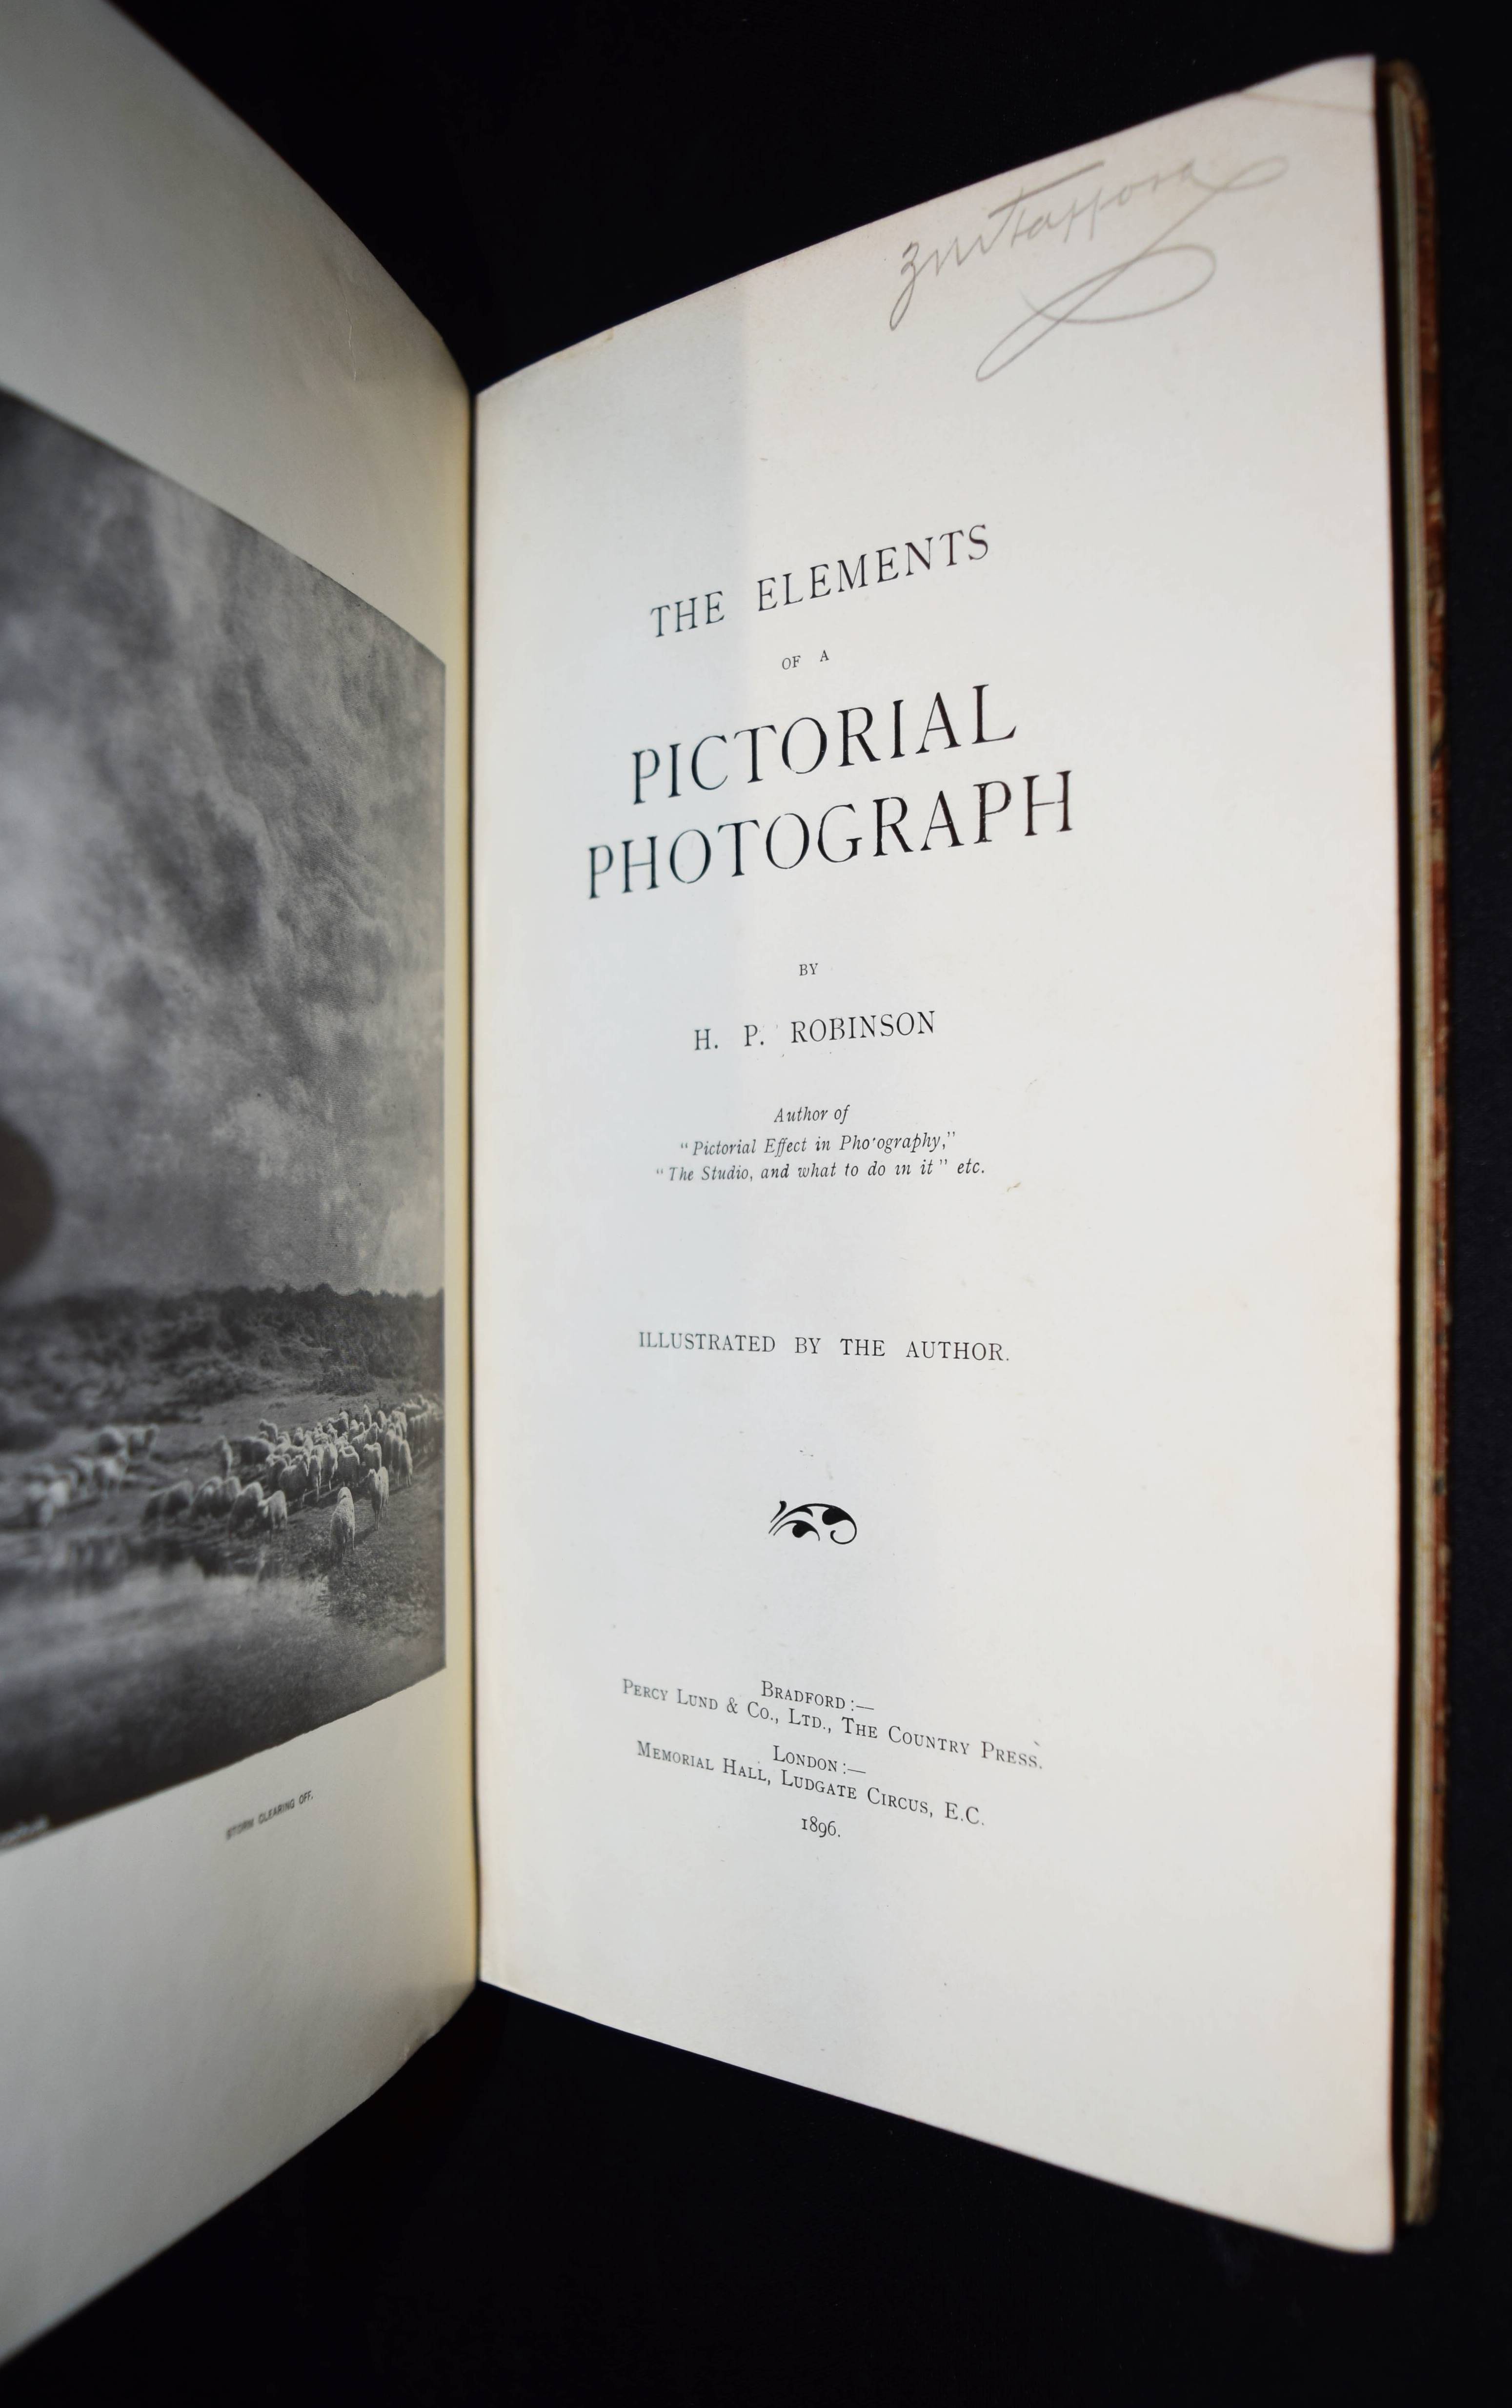 STORM CLEARING OFF.
THE ELEMENTS
OF A
PICTORIAL
PHOTOGRAPH
BY
H. P. ROBINSON
Author of
"Pictorial Effect in Pho'ography,"
"The Studio, and what to do in it" etc.
ILLUSTRATED BY THE AUTHOR.
BRADFORD:—
PERCY LUND & CO., LTD., THE COUNTRY PRESS.
LONDON:—
MEMORIAL HALL, LUDGATE CIRCUS, E.C.
1896.